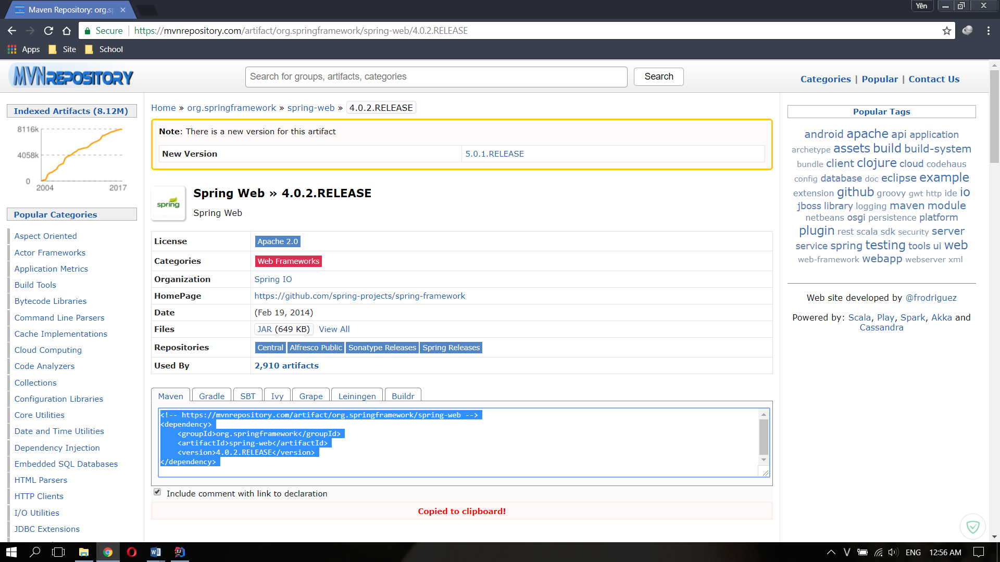 Maven Repository: org.sp
Yên
Secure
https://mvnrepository.com/artifact/org.springframework/spring-web/4.0.2.RELEASE
Apps
Site
School
MVNREPOSITORY
Search for groups, artifacts, categories
Search
Categories | Popular | Contact Us
Indexed Artifacts (8.12M)
8116k
4058k
0
2004
2017
Popular Categories
Aspect Oriented
Actor Frameworks
Application Metrics
Build Tools
Bytecode Libraries
Command Line Parsers
Cache Implementations
Cloud Computing
Code Analyzers
Collections
Configuration Libraries
Core Utilities
Date and Time Utilities
Dependency Injection
Embedded SQL Databases
HTML Parsers
HTTP Clients
I/O Utilities
JDBC Extensions
Home » org.springframework » spring-web » 4.0.2.RELEASE
Note: There is a new version for this artifact
New Version 5.0.1.RELEASE
spring
Spring Web » 4.0.2.RELEASE
Spring Web
License Apache 2.0
Categories Web Frameworks
Organization Spring IO
HomePage https://github.com/spring-projects/spring-framework
Date (Feb 19, 2014)
Files JAR (649 KB) View All
Repositories Central Alfresco Public Sonatype Releases Spring Releases
Used By 2,910 artifacts
Maven Gradle SBT Ivy Grape Leiningen Buildr
<!-- https://mvnrepository.com/artifact/org.springframework/spring-web -->
<dependency>
    <groupId>org.springframework</groupId>
    <artifactId>spring-web</artifactId>
    <version>4.0.2.RELEASE</version>
</dependency>
Include comment with link to declaration
Copied to clipboard!
Popular Tags
android apache api application
archetype assets build build-system
bundle client clojure cloud codehaus
config database doc eclipse example
extension github groovy gwt http ide io
jboss library logging maven module
netbeans osgi persistence platform
plugin rest scala sdk security server
service spring testing tools ui web
web-framework webapp webserver xml
Web site developed by @frodriguez
Powered by: Scala, Play, Spark, Akka and
Cassandra
V
ENG
12:56 AM